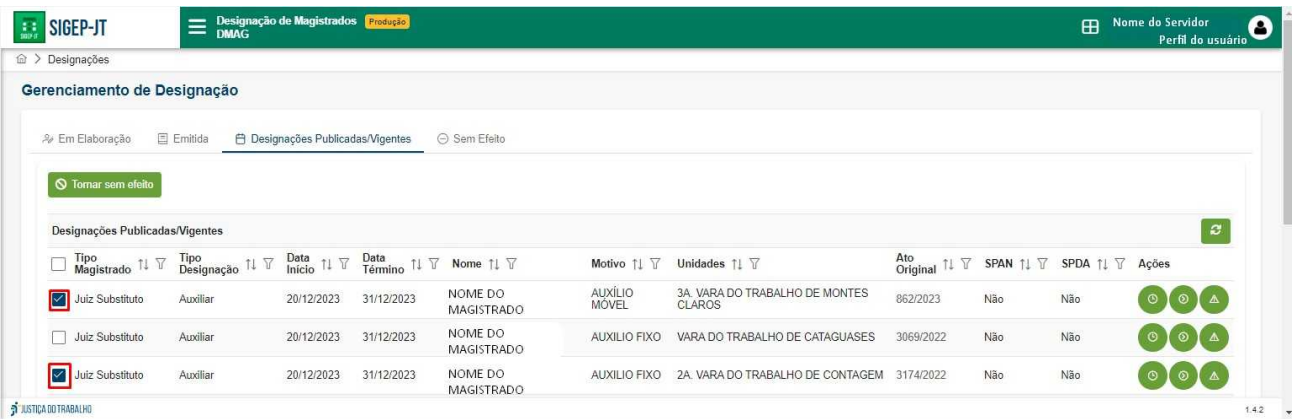 SIGEP-JT
SIGEP-JT
Designação de Magistrados Produção
DMAG
Nome do Servidor
Perfil do usuário
> Designações
Gerenciamento de Designação
Em Elaboração Emitida Designações Publicadas/Vigentes Sem Efeito
Tornar sem efeito
Designações Publicadas/Vigentes
Tipo Magistrado Tipo Designação Data Início Data Término Nome Motivo Unidades Ato Original SPAN SPDA Ações
Juiz Substituto Auxiliar 20/12/2023 31/12/2023 NOME DO MAGISTRADO AUXÍLIO MÓVEL 3A. VARA DO TRABALHO DE MONTES CLAROS 862/2023 Não Não
Juiz Substituto Auxiliar 20/12/2023 31/12/2023 NOME DO MAGISTRADO AUXILIO FIXO VARA DO TRABALHO DE CATAGUASES 3069/2022 Não Não
Juiz Substituto Auxiliar 20/12/2023 31/12/2023 NOME DO MAGISTRADO AUXILIO FIXO 2A. VARA DO TRABALHO DE CONTAGEM 3174/2022 Não Não
JUSTIÇA DO TRABALHO 1.4.2